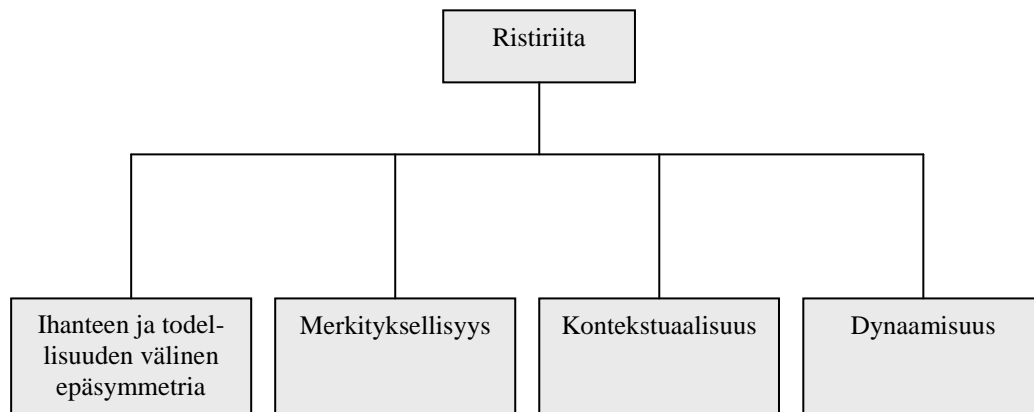 Ristiriita
Ihanteen ja todel-
lisuuden välinen
epäsymmetria
Merkityksellisyys
Kontekstuaalisuus
Dynaamisuus